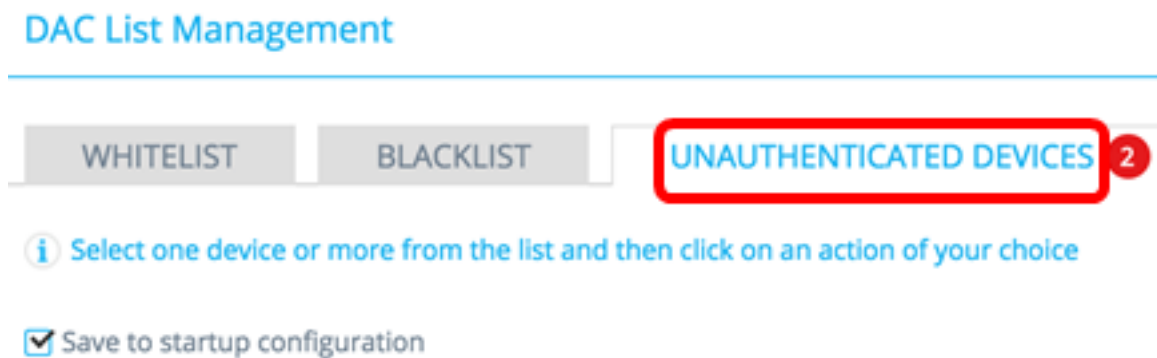 DAC List Management
WHITELIST BLACKLIST UNAUTHENTICATED DEVICES 2
i Select one device or more from the list and then click on an action of your choice
Save to startup configuration